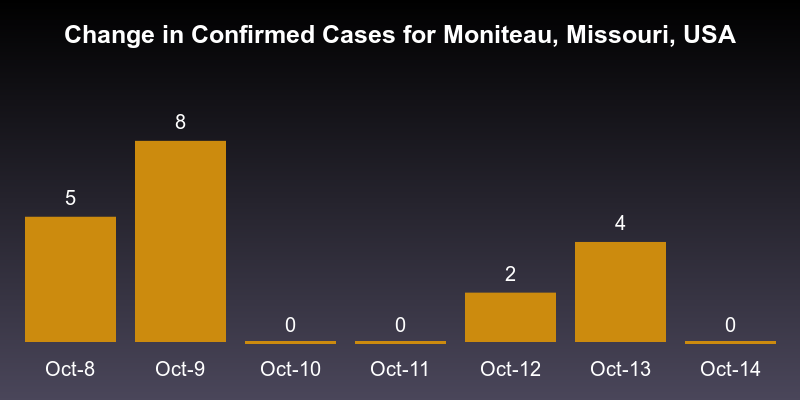 Change in Confirmed Cases for Moniteau, Missouri, USA
5
8
0
0
2
4
0
Oct-8
Oct-9
Oct-10
Oct-11
Oct-12
Oct-13
Oct-14